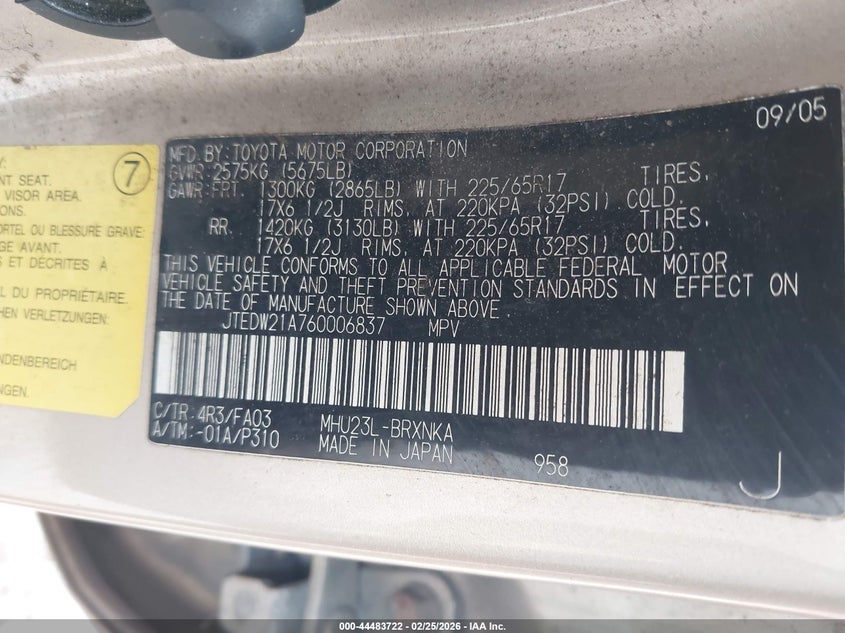 Y:
NT SEAT.
VISOR AREA.
ONS.
ORTEL OU BLESSURE GRAVE:
GE AVANT.
S ET DÉCRITES À
L DU PROPRIÉTAIRE.
VERLETZUNGEN:
NDENBEREICH
NGEN.
7
09/05
MFD. BY: TOYOTA MOTOR CORPORATION
GVWR: 2575KG (5675LB)
GAWR: FRT. 1300KG (2865LB) WITH 225/65R17 TIRES,
17X6 1/2J RIMS, AT 220KPA (32PSI) COLD.
RR. 1420KG (3130LB) WITH 225/65R17 TIRES,
17X6 1/2J RIMS, AT 220KPA (32PSI) COLD.
THIS VEHICLE CONFORMS TO ALL APPLICABLE FEDERAL MOTOR
VEHICLE SAFETY AND THEFT PREVENTION STANDARDS IN EFFECT ON
THE DATE OF MANUFACTURE SHOWN ABOVE.
JTEDW21A760006837 MPV
C/TR: 4R3/FA03 MHU23L-BRXNKA
A/TM: -01A/P310 MADE IN JAPAN 958
J
000-44483722 - 02/25/2026 - IAA Inc.